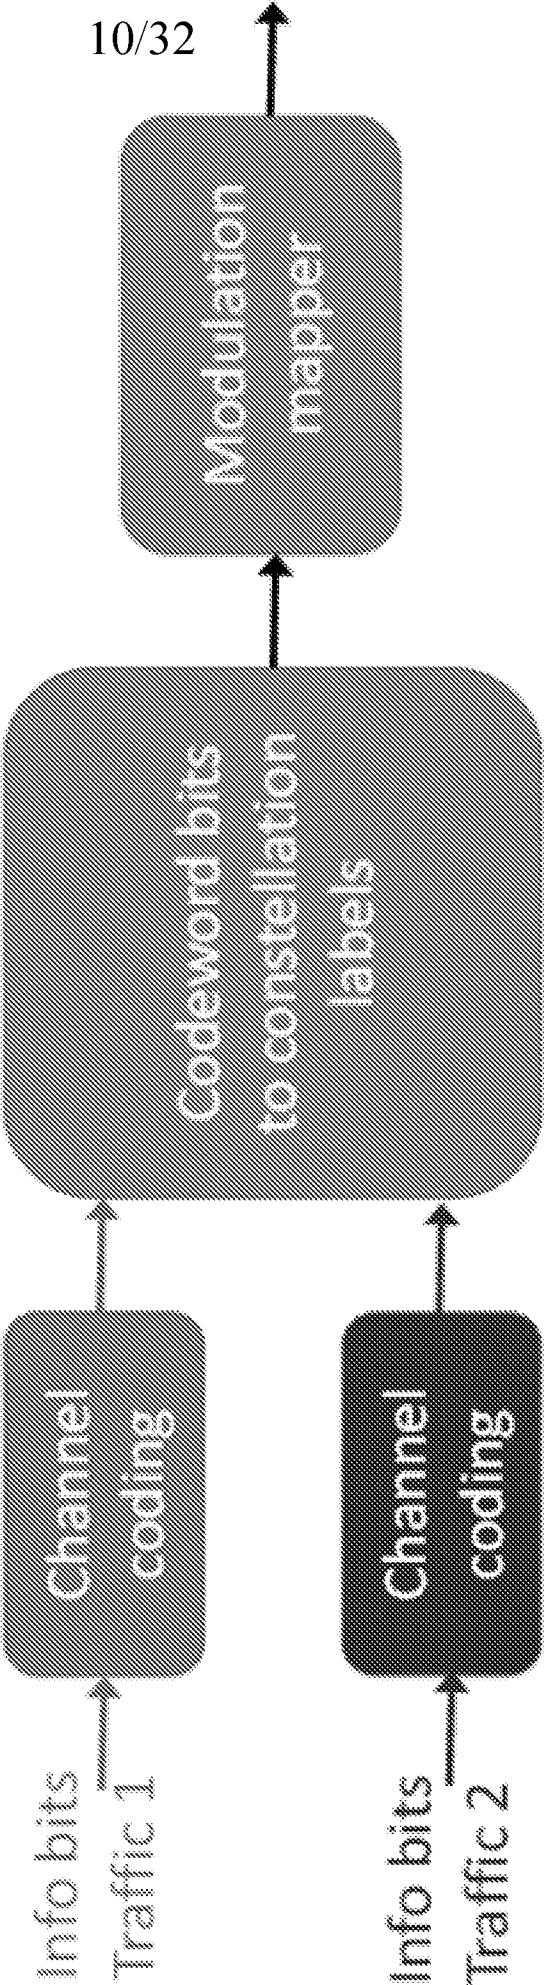 10/32
Info bits
Traffic 1
Channel
coding
Info bits
Traffic 2
Channel
coding
Codeword bits
to constellation
labels
Modulation
mapper